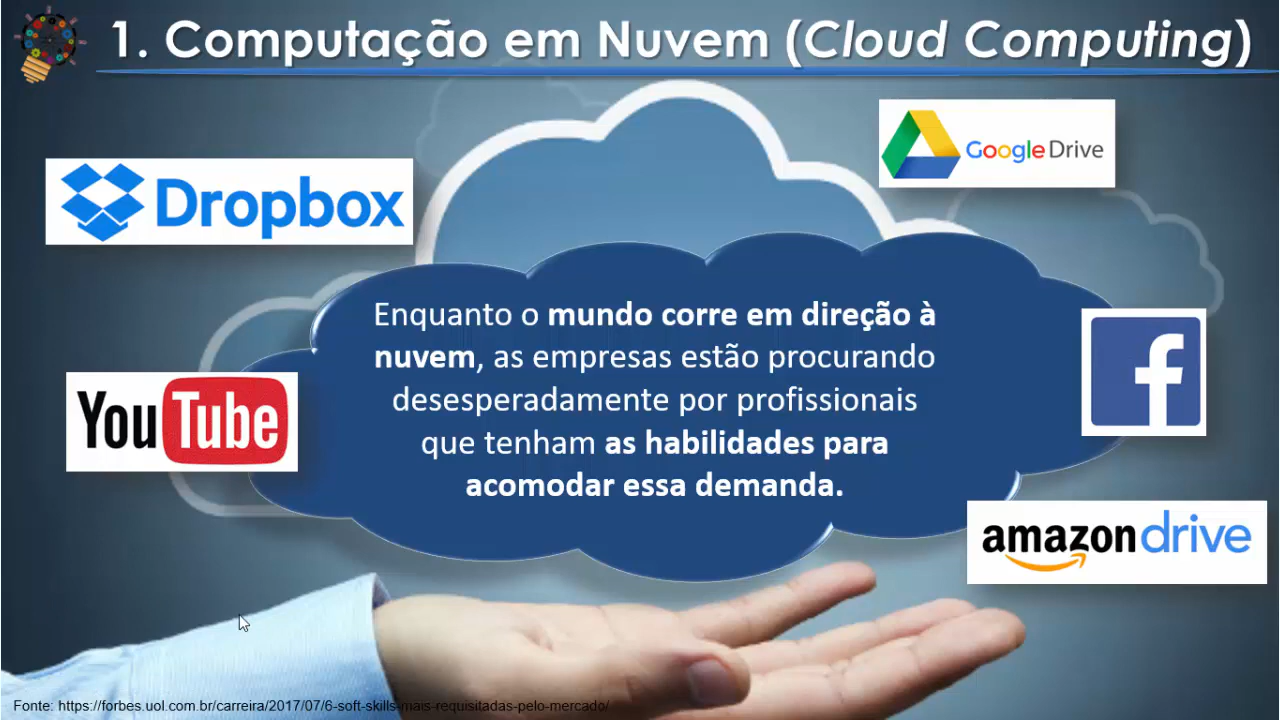 1. Computação em Nuvem (Cloud Computing)
Google Drive
Dropbox
Enquanto o mundo corre em direção à
nuvem, as empresas estão procurando
desesperadamente por profissionais
que tenham as habilidades para
acomodar essa demanda.
f
YouTube
amazon drive
Fonte: https://forbes.uol.com.br/carreira/2017/07/6-soft-skills-mais-requisitadas-pelo-mercado/